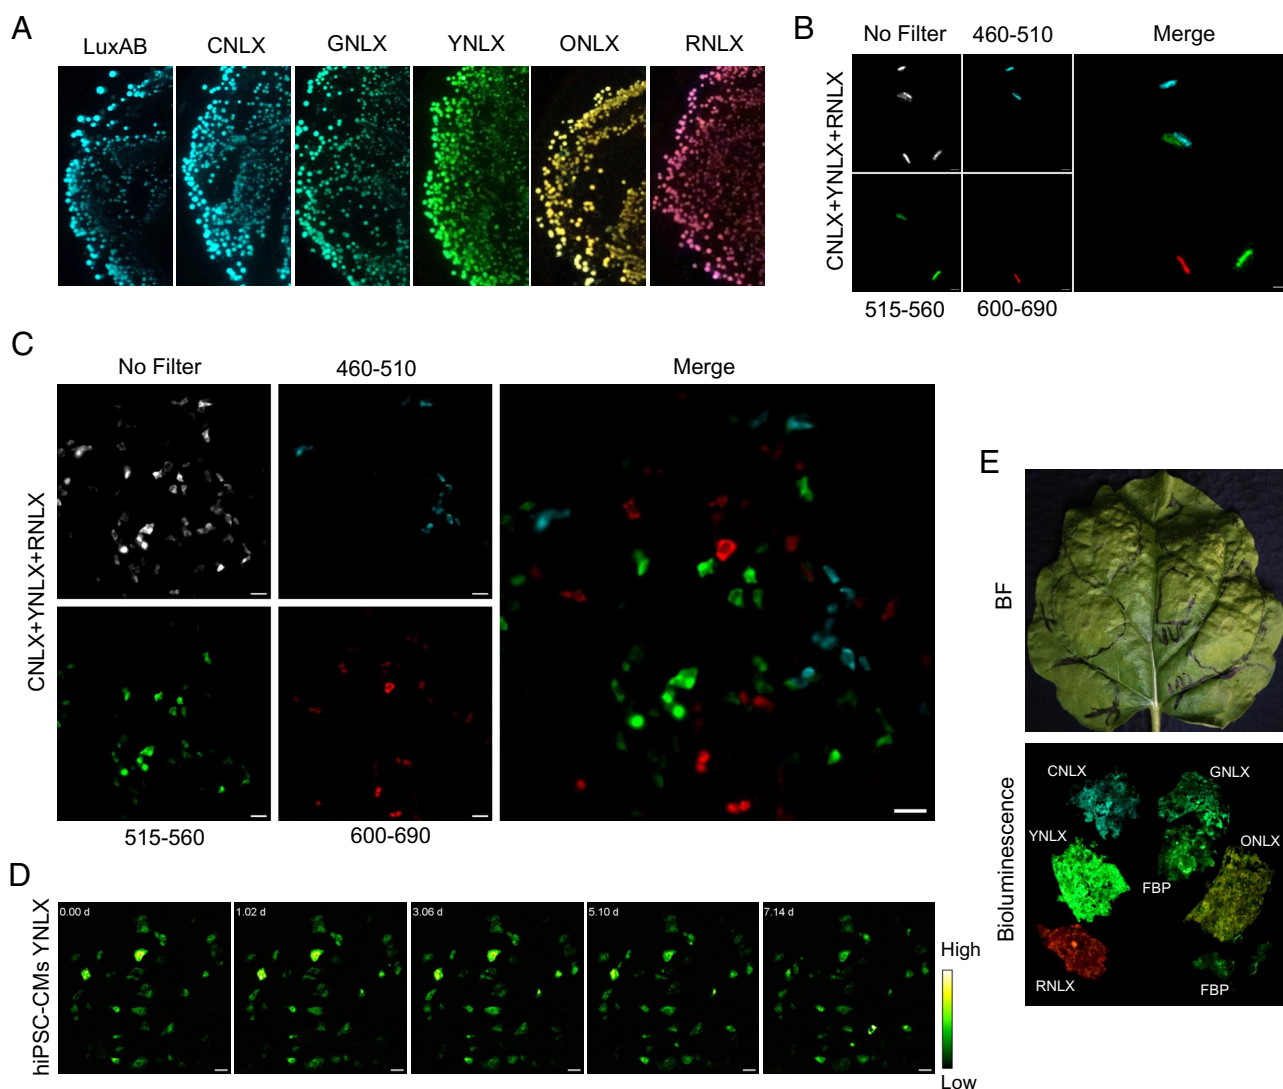 A
LuxAB CNLX GNLX YNLX ONLX RNLX
B
No Filter 460-510 Merge
CNLX+YNLX+RNLX
515-560 600-690
C
No Filter 460-510 Merge
CNLX+YNLX+RNLX
515-560 600-690
D
hiPSC-CMs YNLX
0.00 d 1.02 d 3.06 d 5.10 d 7.14 d
High
Low
E
BF
Bioluminescence
CNLX GNLX
YNLX ONLX
FBP
RNLX FBP